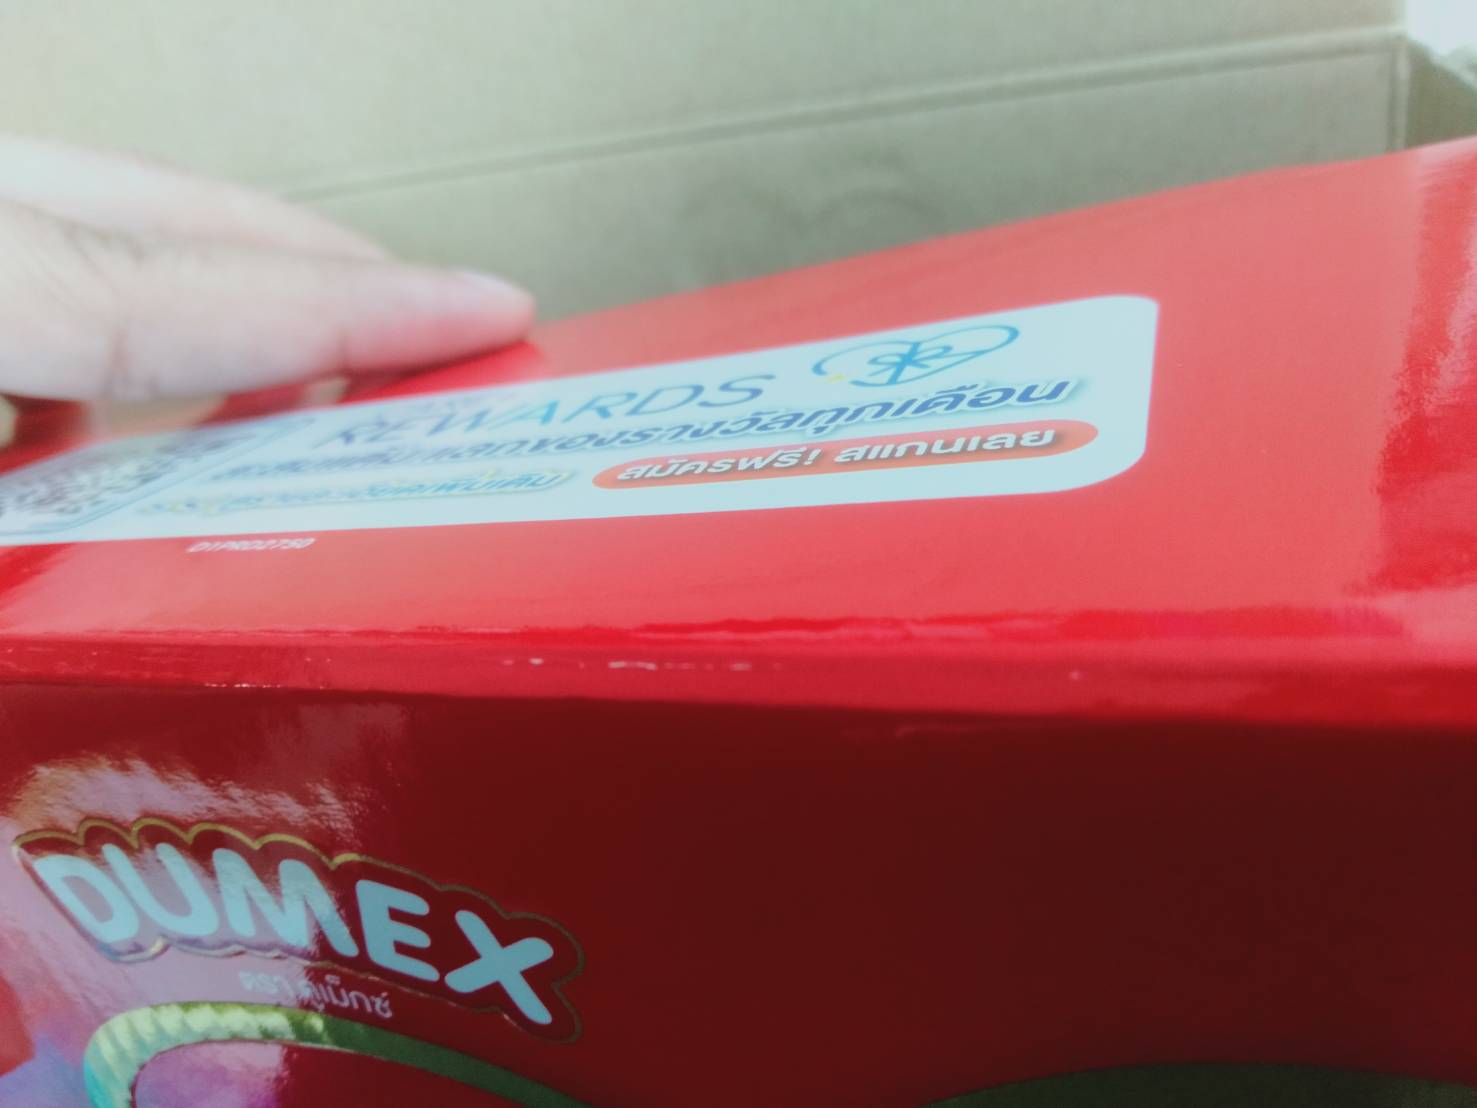 REWARDS
สะสมแต้มแลกของรางวัลทุกเดือน
สมัครฟรี! สแกนเลย
D1PRD2750
DUMEX
ตราดูเม็กซ์